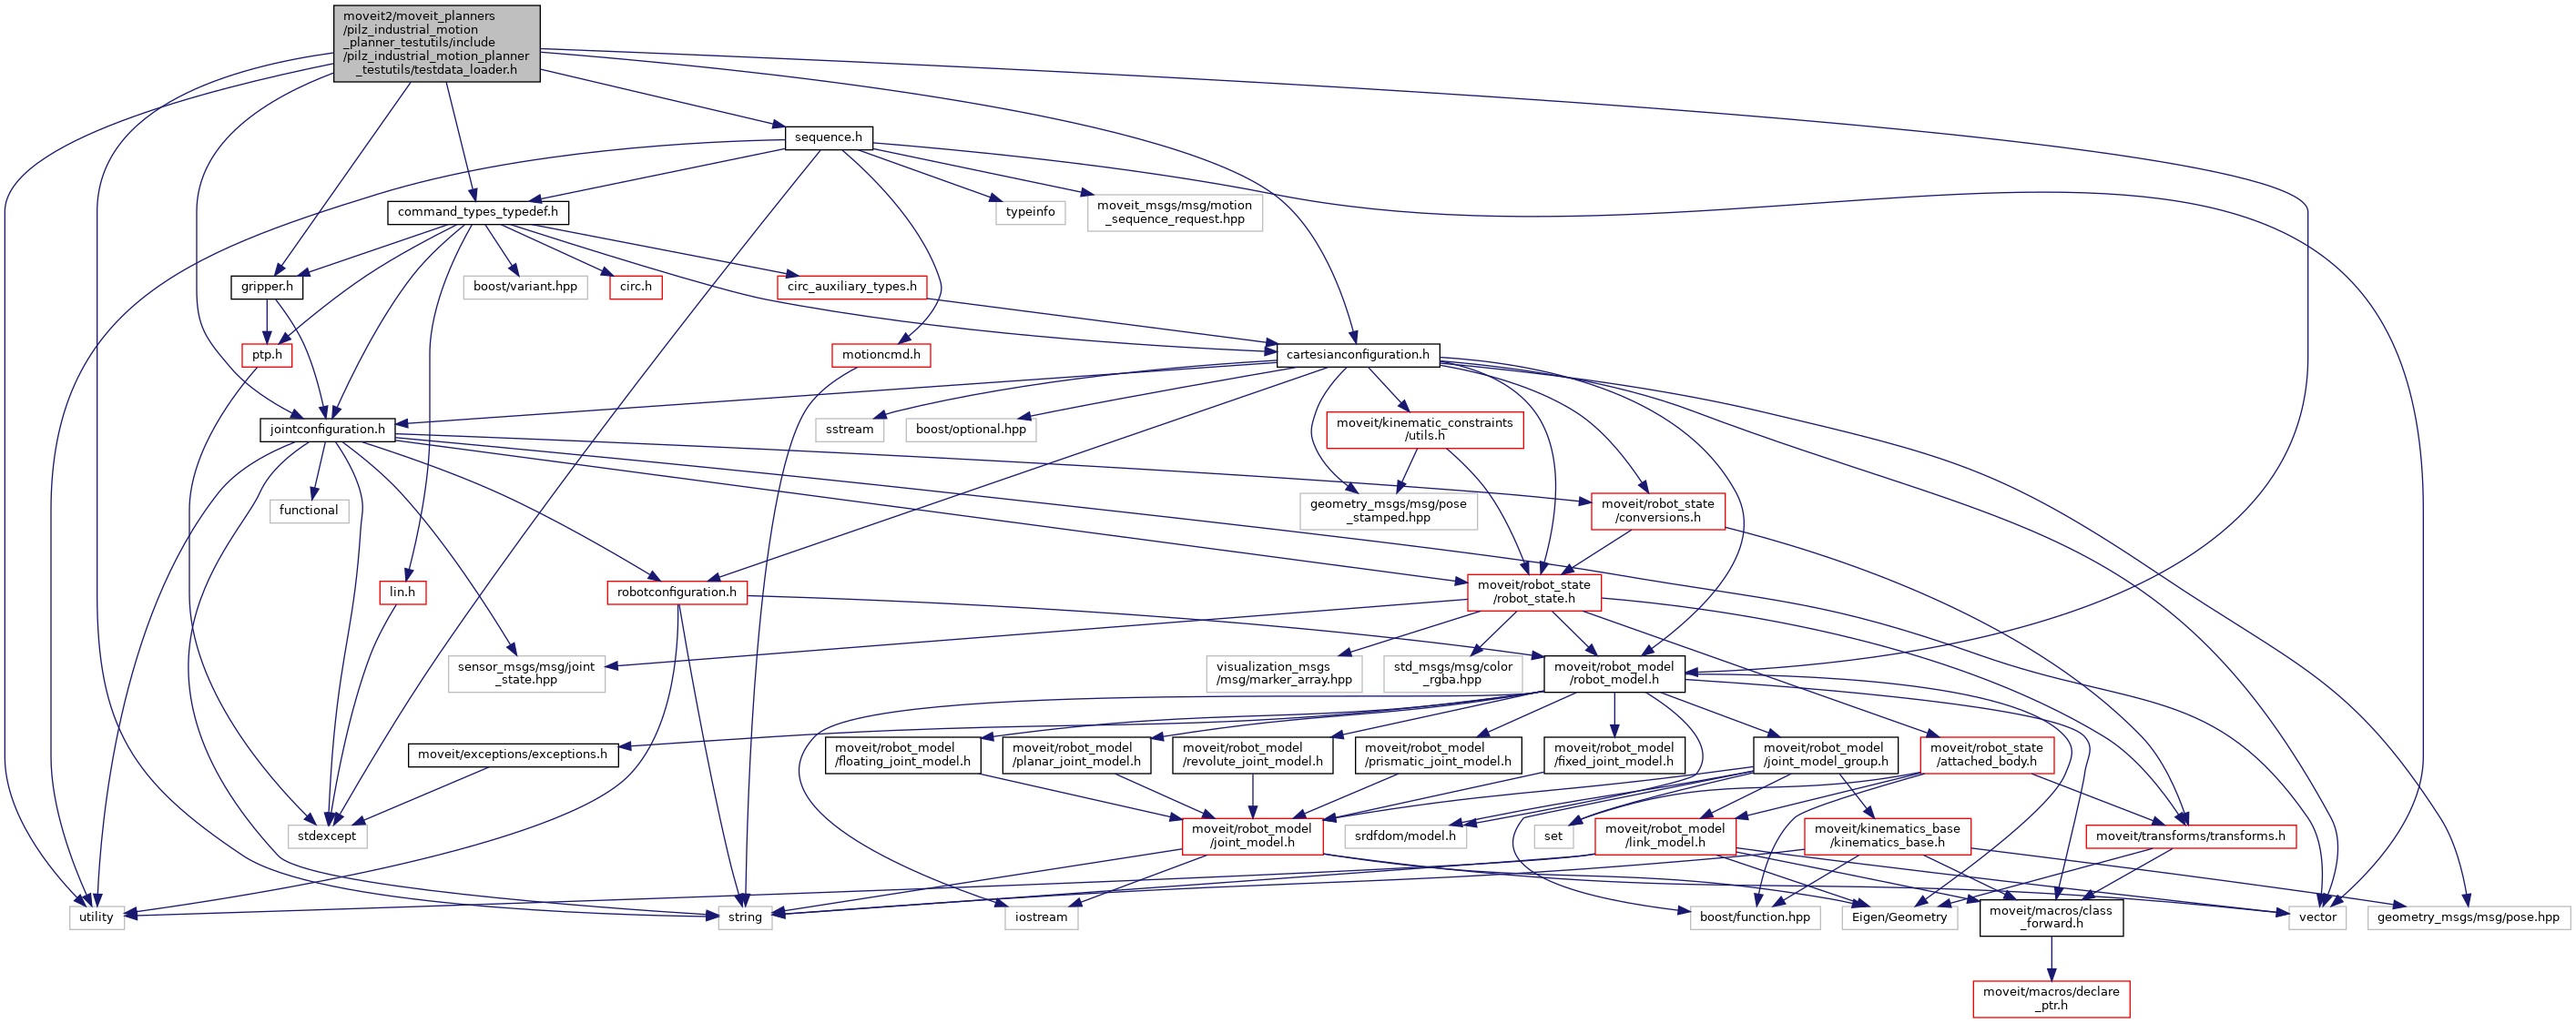 moveit2/moveit_planners
/pilz_industrial_motion
_planner_testutils/include
/pilz_industrial_motion_planner
_testutils/testdata_loader.h
sequence.h
command_types_typedef.h
typeinfo
moveit_msgs/msg/motion
_sequence_request.hpp
gripper.h
boost/variant.hpp
circ.h
circ_auxiliary_types.h
ptp.h
motioncmd.h
cartesianconfiguration.h
jointconfiguration.h
sstream
boost/optional.hpp
moveit/kinematic_constraints
/utils.h
functional
geometry_msgs/msg/pose
_stamped.hpp
moveit/robot_state
/conversions.h
lin.h
robotconfiguration.h
moveit/robot_state
/robot_state.h
sensor_msgs/msg/joint
_state.hpp
visualization_msgs
/msg/marker_array.hpp
std_msgs/msg/color
_rgba.hpp
moveit/robot_model
/robot_model.h
moveit/exceptions/exceptions.h
moveit/robot_model
/floating_joint_model.h
moveit/robot_model
/planar_joint_model.h
moveit/robot_model
/revolute_joint_model.h
moveit/robot_model
/prismatic_joint_model.h
moveit/robot_model
/fixed_joint_model.h
moveit/robot_model
/joint_model_group.h
moveit/robot_state
/attached_body.h
stdexcept
moveit/robot_model
/joint_model.h
srdfdom/model.h
set
moveit/robot_model
/link_model.h
moveit/kinematics_base
/kinematics_base.h
moveit/transforms/transforms.h
utility
string
iostream
boost/function.hpp
Eigen/Geometry
moveit/macros/class
_forward.h
vector
geometry_msgs/msg/pose.hpp
moveit/macros/declare
_ptr.h